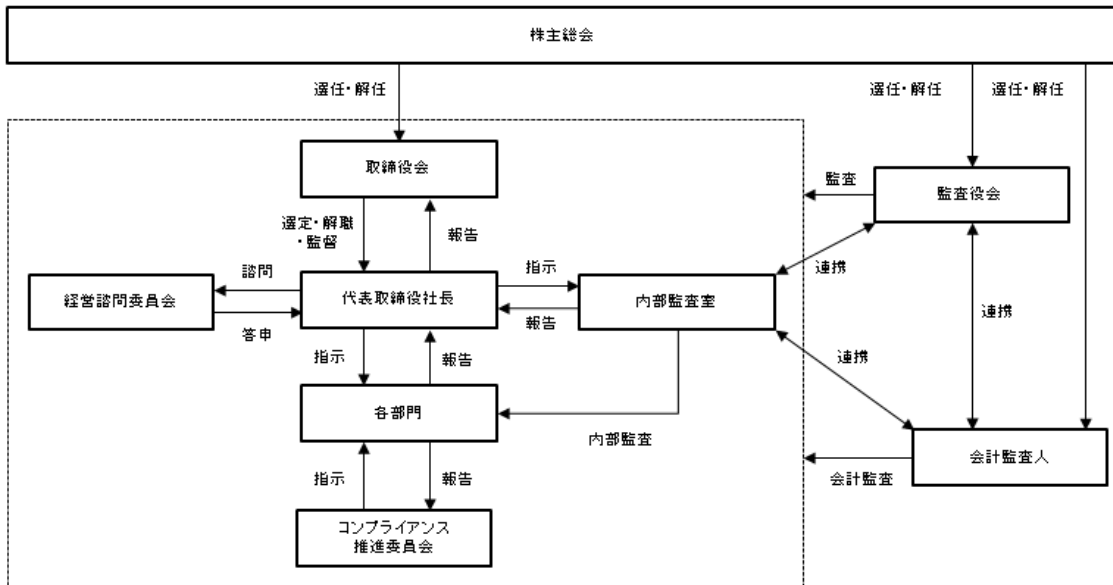 株主総会
選任・解任
選任・解任
選任・解任
取締役会
監査
監査役会
選定・解職
・監督
報告
連携
諮問
指示
経営諮問委員会
代表取締役社長
内部監査室
答申
報告
連携
指示
報告
連携
各部門
内部監査
会計監査人
指示
報告
会計監査
コンプライアンス
推進委員会